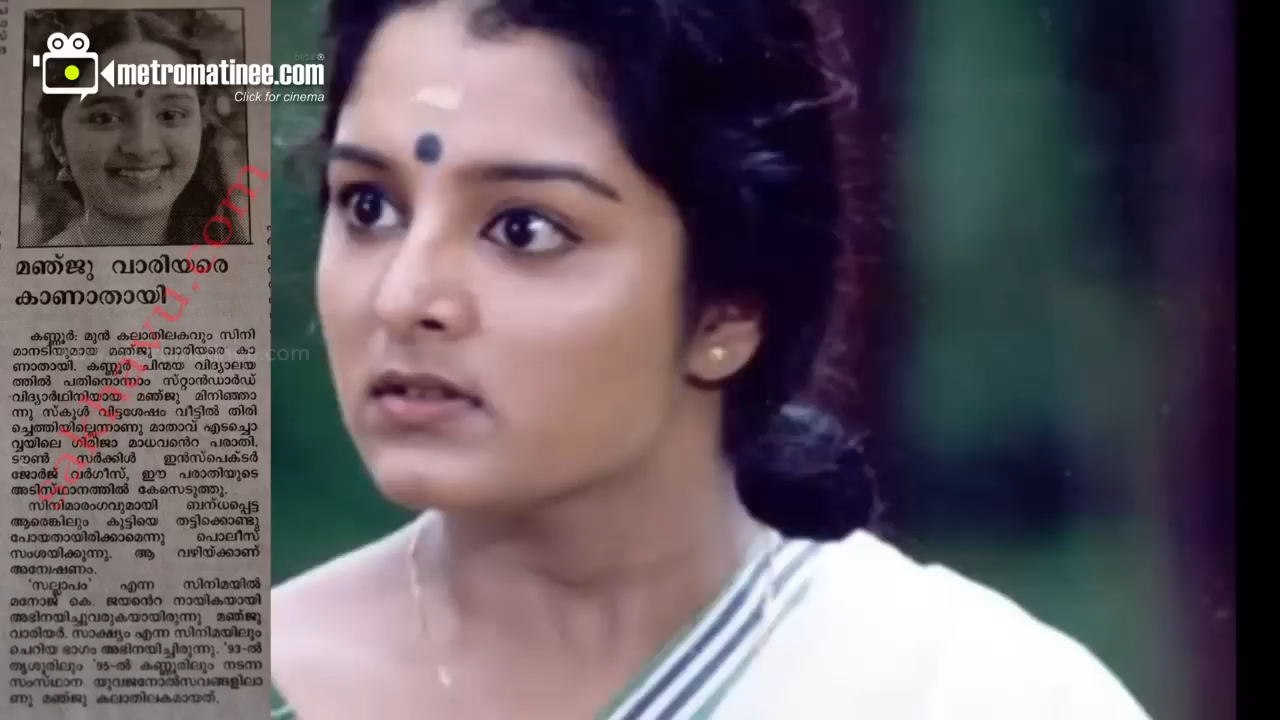 beta ®
metromatinee.com
Click for cinema
മഞ്ജു വാരിയരെ
കാണാതായി
കണ്ണൂർ: മുൻ കലാതിലകവും സിനി
മാനടിയുമായ മഞ്ജു വാരിയരെ കാ
ണാതായി. കണ്ണൂർ ചിന്മയ വിദ്യാലയ
ത്തിൽ പതിനൊന്നാം സ്റ്റാൻഡാർഡ്
വിദ്യാർഥിനിയായ മഞ്ജു മിനിഞ്ഞാ
ന്നു സ്കൂൾ വിട്ടശേഷം വീട്ടിൽ തിരി
ച്ചെത്തിയില്ലെന്നാണു മാതാവ് എടച്ചൊ
വ്വയിലെ ഗിരിജാ മാധവന്റെ പരാതി.
ടൗൺ സർക്കിൾ ഇൻസ്പെക്ടർ
ജോർജ് വർഗീസ്, ഈ പരാതിയുടെ
അടിസ്ഥാനത്തിൽ കേസെടുത്തു.
സിനിമാരംഗവുമായി ബന്ധപ്പെട്ട
ആരെങ്കിലും കുട്ടിയെ തട്ടിക്കൊണ്ടു
പോയതായിരിക്കാമെന്നു പൊലീസ്
സംശയിക്കുന്നു. ആ വഴിയ്ക്കാണ്
അന്വേഷണം.
'സല്ലാപം' എന്ന സിനിമയിൽ
മനോജ് കെ. ജയന്റെ നായികയായി
അഭിനയിച്ചുവരുകയായിരുന്നു മഞ്ജു
വാരിയർ. സാക്ഷ്യം എന്ന സിനിമയിലും
ചെറിയ ഭാഗം അഭിനയിച്ചിരുന്നു. '93-ൽ
തൃശൂരിലും '95-ൽ കണ്ണൂരിലും നടന്ന
സംസ്ഥാന യുവജനോൽസവങ്ങളിലാ
ണു മഞ്ജു കലാതിലകമായത്.